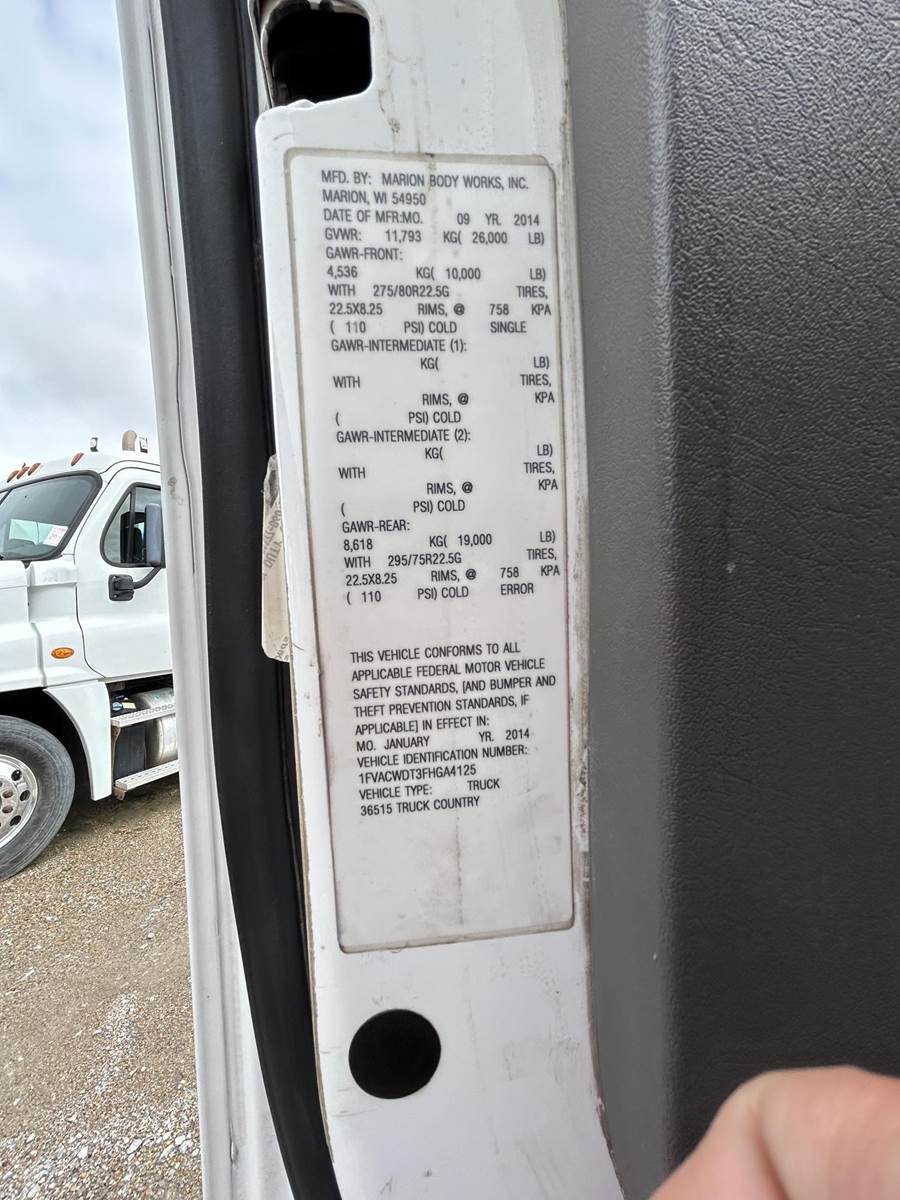 MFD. BY: MARION BODY WORKS, INC.
MARION, WI 54950
DATE OF MFR:MO. 09 YR. 2014
GVWR: 11,793 KG( 26,000 LB)
GAWR-FRONT:
4,536 KG( 10,000 LB)
WITH 275/80R22.5G TIRES,
22.5X8.25 RIMS, @ 758 KPA
( 110 PSI) COLD SINGLE
GAWR-INTERMEDIATE (1):
KG( LB)
WITH TIRES,
RIMS, @ KPA
( PSI) COLD
GAWR-INTERMEDIATE (2):
KG( LB)
WITH TIRES,
RIMS, @ KPA
( PSI) COLD
GAWR-REAR:
8,618 KG( 19,000 LB)
WITH 295/75R22.5G TIRES,
22.5X8.25 RIMS, @ 758 KPA
( 110 PSI) COLD ERROR
THIS VEHICLE CONFORMS TO ALL
APPLICABLE FEDERAL MOTOR VEHICLE
SAFETY STANDARDS, [AND BUMPER AND
THEFT PREVENTION STANDARDS, IF
APPLICABLE] IN EFFECT IN:
MO. JANUARY YR. 2014
VEHICLE IDENTIFICATION NUMBER:
1FVACWDT3FHGA4125
VEHICLE TYPE: TRUCK
36515 TRUCK COUNTRY